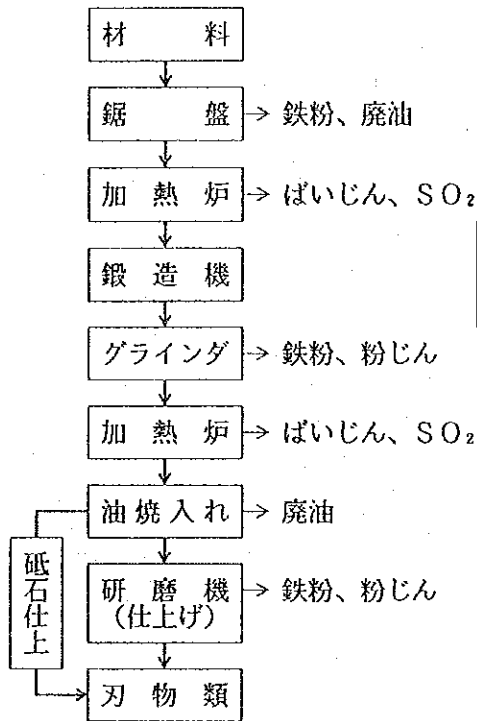 材料
鋸盤→鉄粉、廃油
加熱炉→ばいじん、SO₂
鍛造機
グラインダ→鉄粉、粉じん
加熱炉→ばいじん、SO₂
油焼入れ→廃油
砥石仕上
研磨機→鉄粉、粉じん
(仕上げ)
刃物類